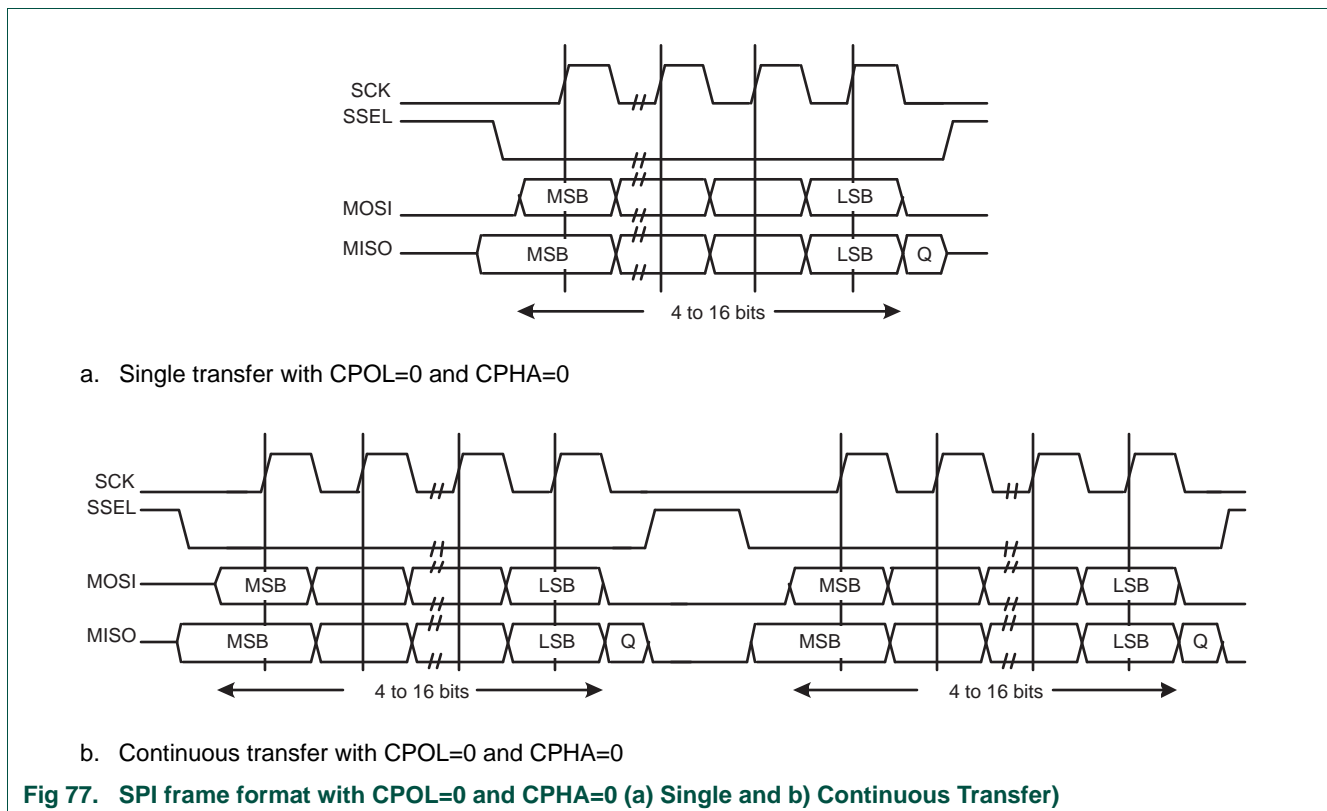 SCK
SSEL
MOSI MSB LSB
MISO MSB LSB Q
4 to 16 bits
a. Single transfer with CPOL=0 and CPHA=0
SCK
SSEL
MOSI MSB LSB MSB LSB
MISO MSB LSB Q MSB LSB Q
4 to 16 bits 4 to 16 bits
b. Continuous transfer with CPOL=0 and CPHA=0
Fig 77. SPI frame format with CPOL=0 and CPHA=0 (a) Single and b) Continuous Transfer)